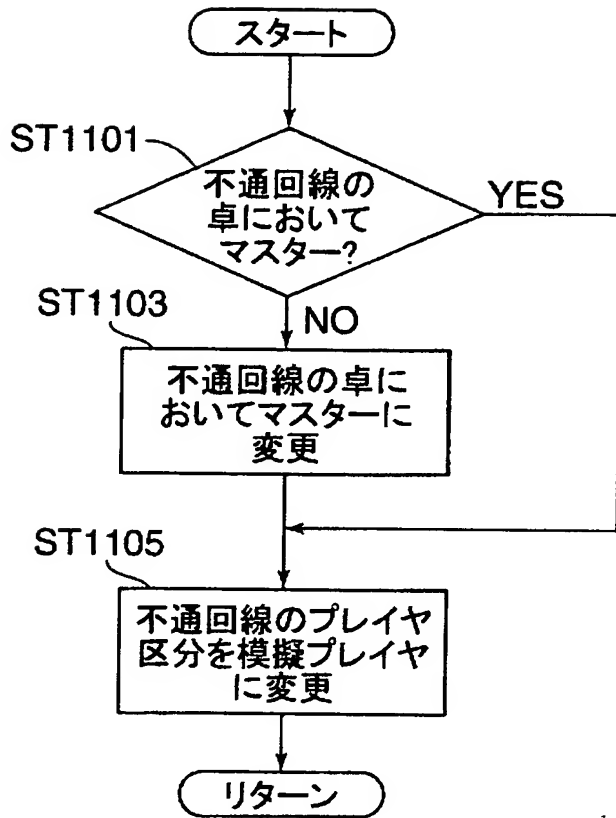 スタート
ST1101
不通回線の
卓において
マスター?
YES
NO
ST1103
不通回線の卓に
おいてマスターに
変更
ST1105
不通回線のプレイヤ
区分を模擬プレイヤ
に変更
リターン